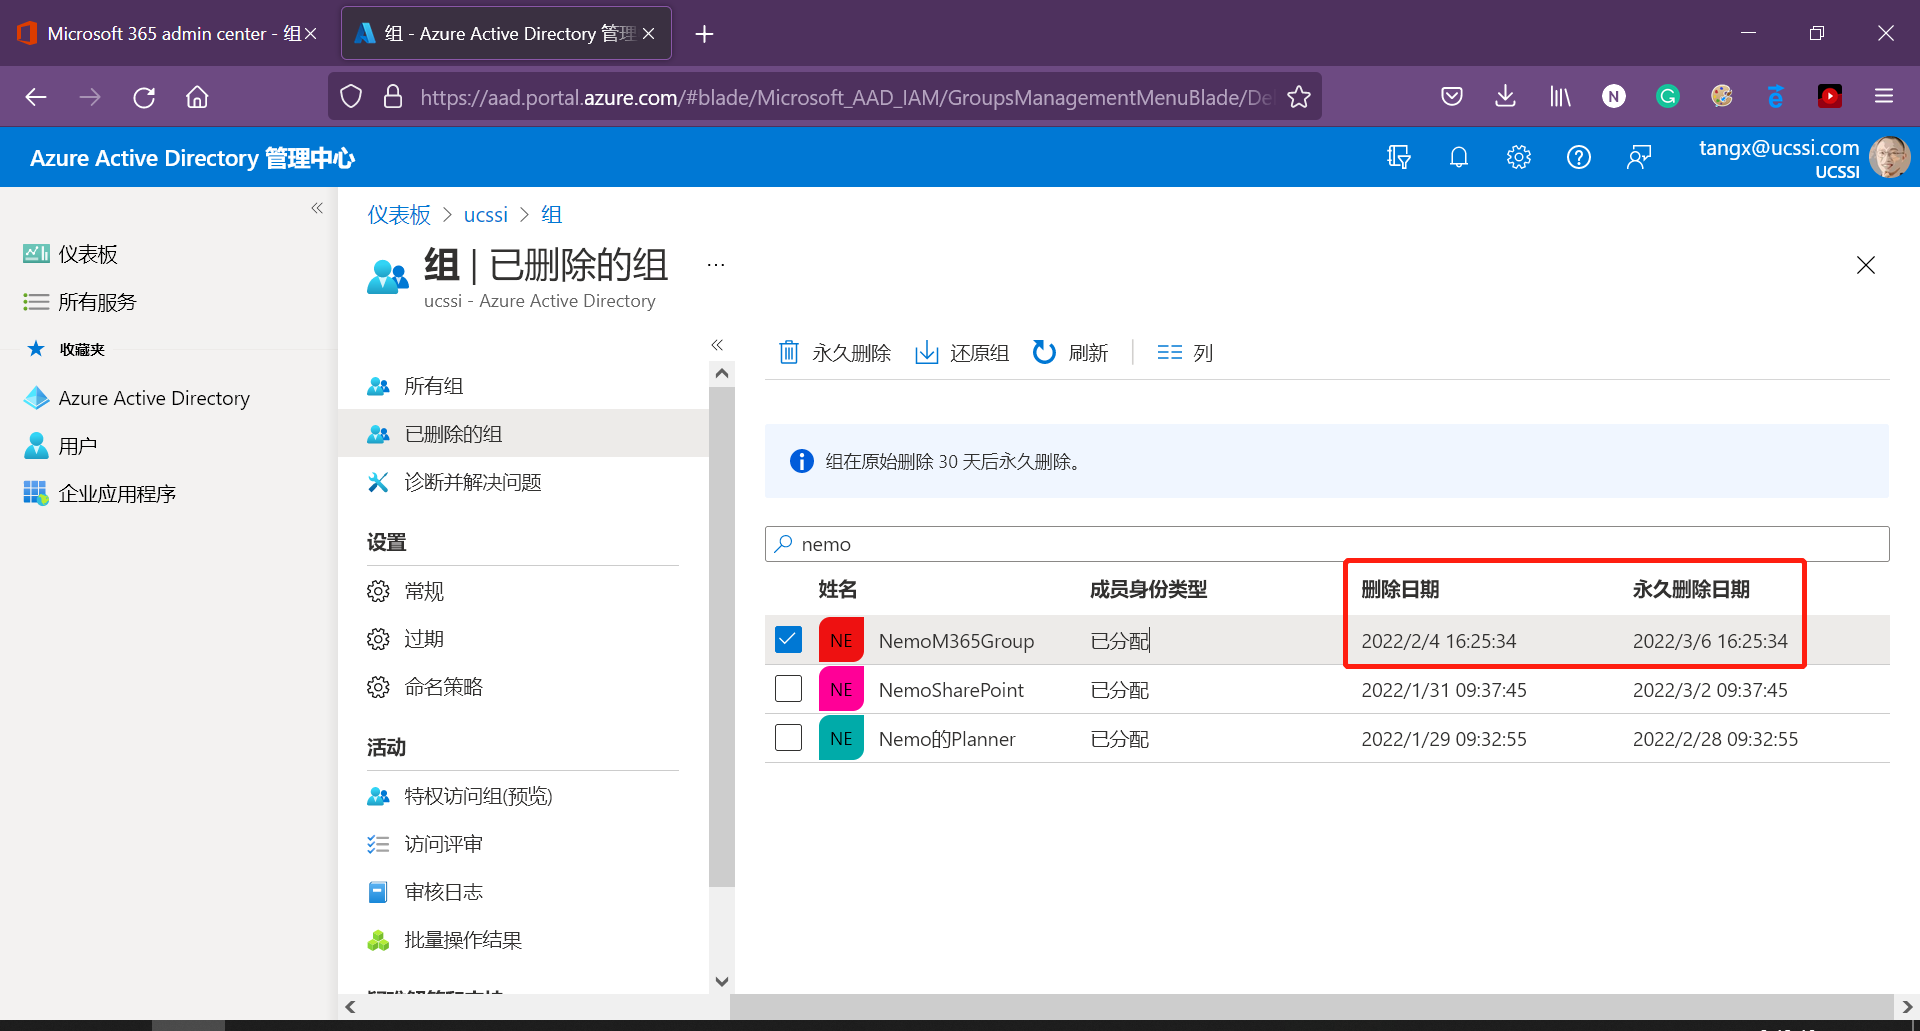 Microsoft 365 admin center - 组
组 - Azure Active Directory 管理
https://aad.portal.azure.com/#blade/Microsoft_AAD_IAM/GroupsManagementMenuBlade/De
Azure Active Directory 管理中心
tangx@ucssi.com
UCSSI
仪表板
所有服务
收藏夹
Azure Active Directory
用户
企业应用程序
仪表板 > ucssi > 组
组 | 已删除的组 ...
ucssi - Azure Active Directory
所有组
已删除的组
诊断并解决问题
设置
常规
过期
命名策略
活动
特权访问组(预览)
访问评审
审核日志
批量操作结果
永久删除 还原组 刷新 列
组在原始删除 30 天后永久删除。
nemo
姓名 成员身份类型 删除日期 永久删除日期
NE NemoM365Group 已分配 2022/2/4 16:25:34 2022/3/6 16:25:34
NE NemoSharePoint 已分配 2022/1/31 09:37:45 2022/3/2 09:37:45
NE Nemo的Planner 已分配 2022/1/29 09:32:55 2022/2/28 09:32:55